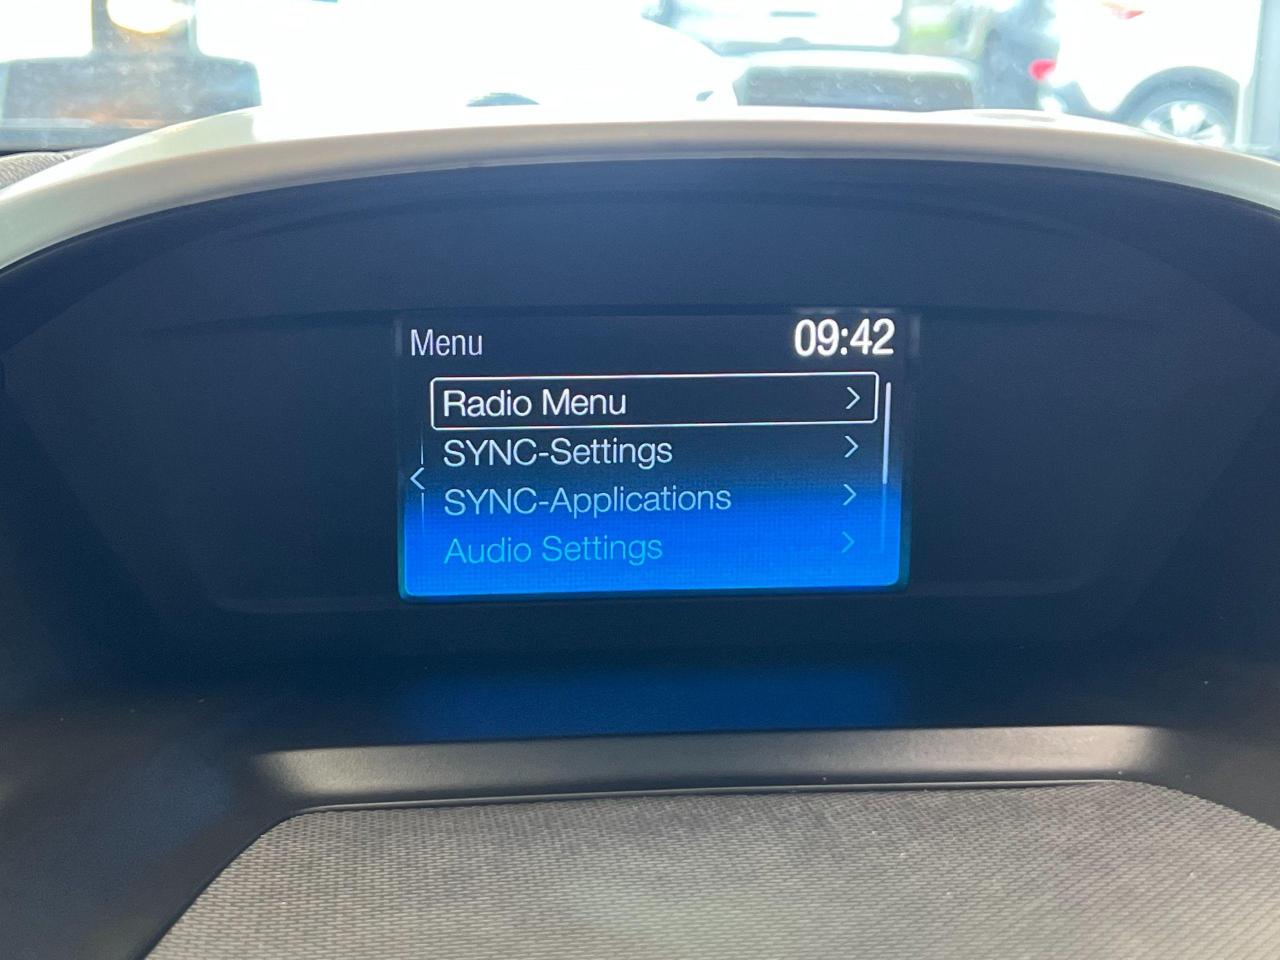 Menu 09:42
Radio Menu
SYNC-Settings
SYNC-Applications
Audio Settings